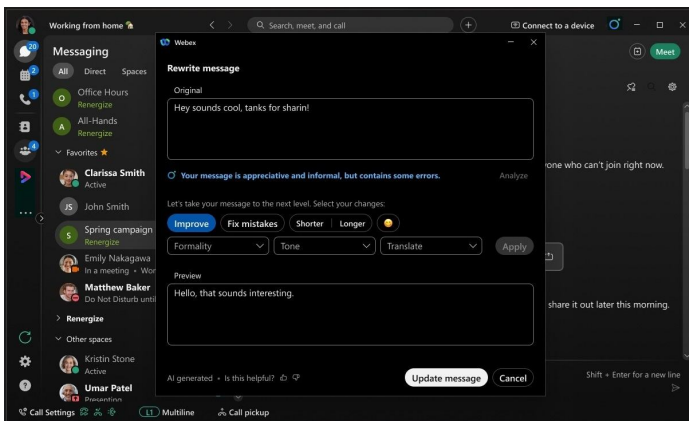 Working from home
Search, meet, and call
Connect to a device
20
Messaging
Meet
2
All Direct Spaces
1
O Office Hours
Renergize
A All-Hands
Renergize
4
Favorites
Clarissa Smith
Active
JS John Smith
S Spring campaign
Renergize
Emily Nakagawa
In a meeting • Wor
Matthew Baker
Do Not Disturb until
Renergize
Other spaces
Kristin Stone
Active
Umar Patel
Presenting
Webex
Rewrite message
Original
Hey sounds cool, tanks for sharin!
Your message is appreciative and informal, but contains some errors.
Analyze
Let's take your message to the next level. Select your changes:
Improve Fix mistakes Shorter Longer
Formality Tone Translate Apply
Preview
Hello, that sounds interesting.
AI generated • Is this helpful?
Update message Cancel
one who can't join right now.
share it out later this morning.
Shift + Enter for a new line
Call Settings
L1 Multiline
Call pickup